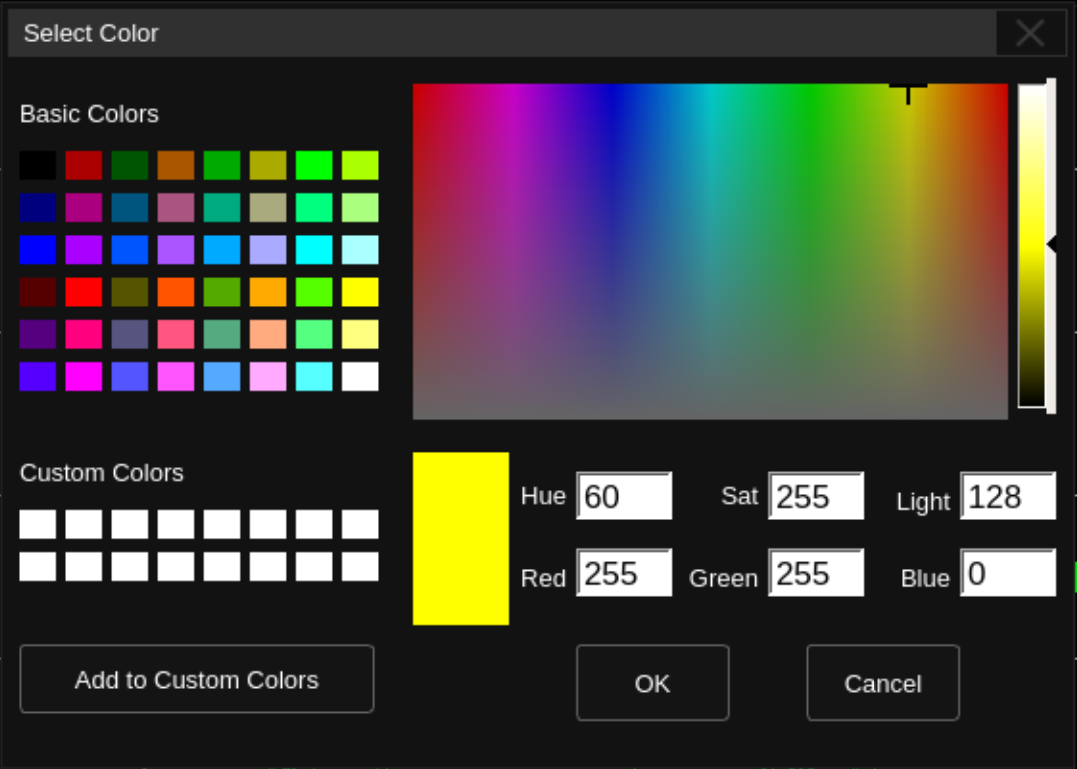 Select Color
Basic Colors
Custom Colors
Hue 60 Sat 255 Light 128
Red 255 Green 255 Blue 0
Add to Custom Colors OK Cancel